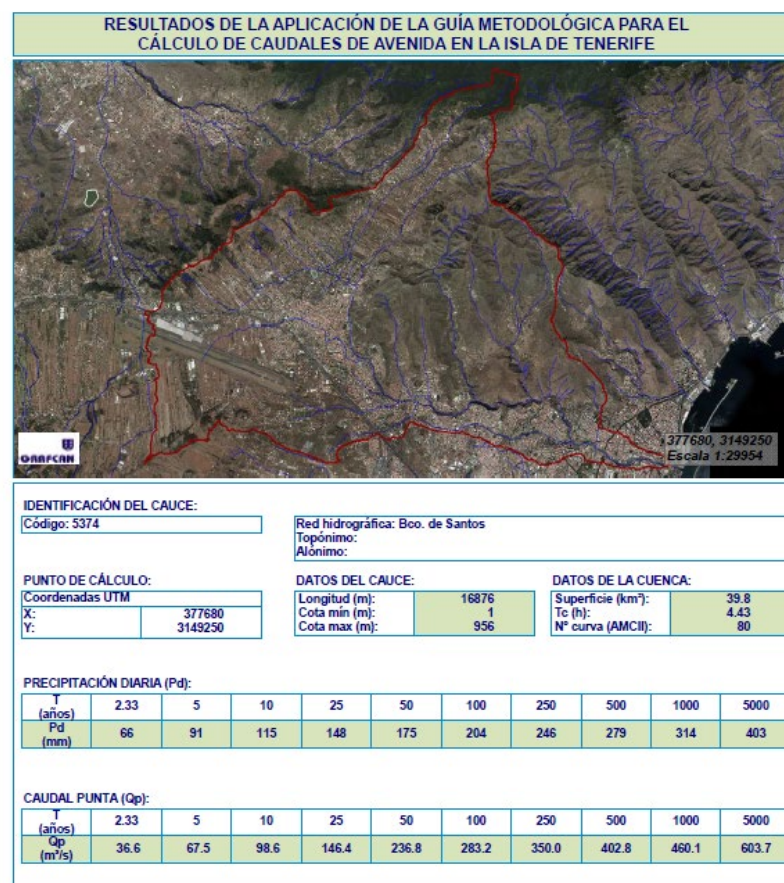 RESULTADOS DE LA APLICACIÓN DE LA GUÍA METODOLÓGICA PARA EL
CÁLCULO DE CAUDALES DE AVENIDA EN LA ISLA DE TENERIFE
GRAFCAN
377680, 3149250
Escala 1:29954
IDENTIFICACIÓN DEL CAUCE:
Código: 5374
Red hidrográfica: Bco. de Santos
Topónimo:
Alónimo:
PUNTO DE CÁLCULO:
Coordenadas UTM
X: 377680
Y: 3149250
DATOS DEL CAUCE:
Longitud (m): 16876
Cota mín (m): 1
Cota max (m): 956
DATOS DE LA CUENCA:
Superficie (km²): 39.8
Tc (h): 4.43
Nº curva (AMCII): 80
PRECIPITACIÓN DIARIA (Pd):
T (años) 2.33 5 10 25 50 100 250 500 1000 5000
Pd (mm) 66 91 115 148 175 204 246 279 314 403
CAUDAL PUNTA (Qp):
T (años) 2.33 5 10 25 50 100 250 500 1000 5000
Qp (m³/s) 36.6 67.5 98.6 146.4 236.8 283.2 350.0 402.8 460.1 603.7